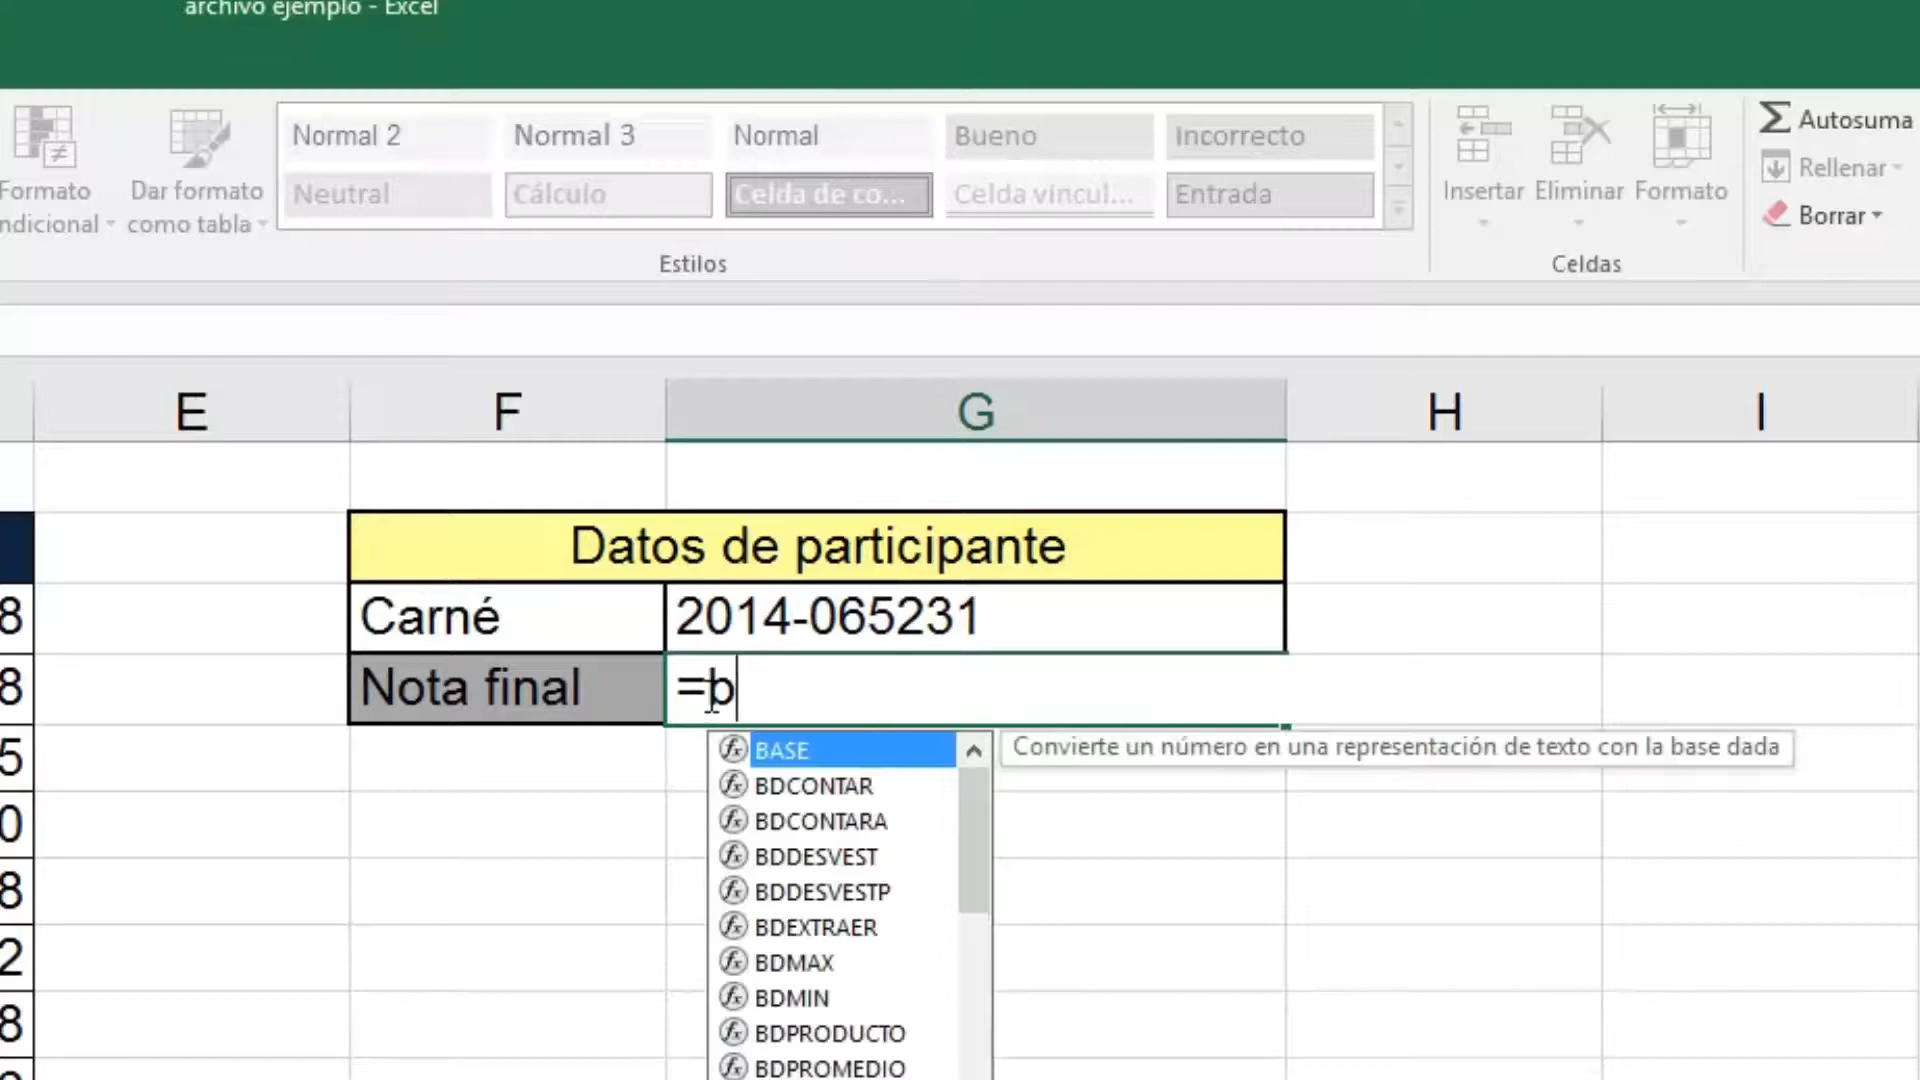 archivo ejemplo - Excel
Formato
ndicional
Dar formato
como tabla
Normal 2
Normal 3
Normal
Bueno
Incorrecto
Neutral
Cálculo
Celda de co...
Celda vincul...
Entrada
Estilos
Insertar
Eliminar
Formato
Celdas
Autosuma
Rellenar
Borrar
E
F
G
H
I
Datos de participante
8
Carné
2014-065231
8
Nota final
=b
5
0
8
2
8
BASE
Convierte un número en una representación de texto con la base dada
BDCONTAR
BDCONTARA
BDDESVEST
BDDESVESTP
BDEXTRAER
BDMAX
BDMIN
BDPRODUCTO
BDPROMEDIO